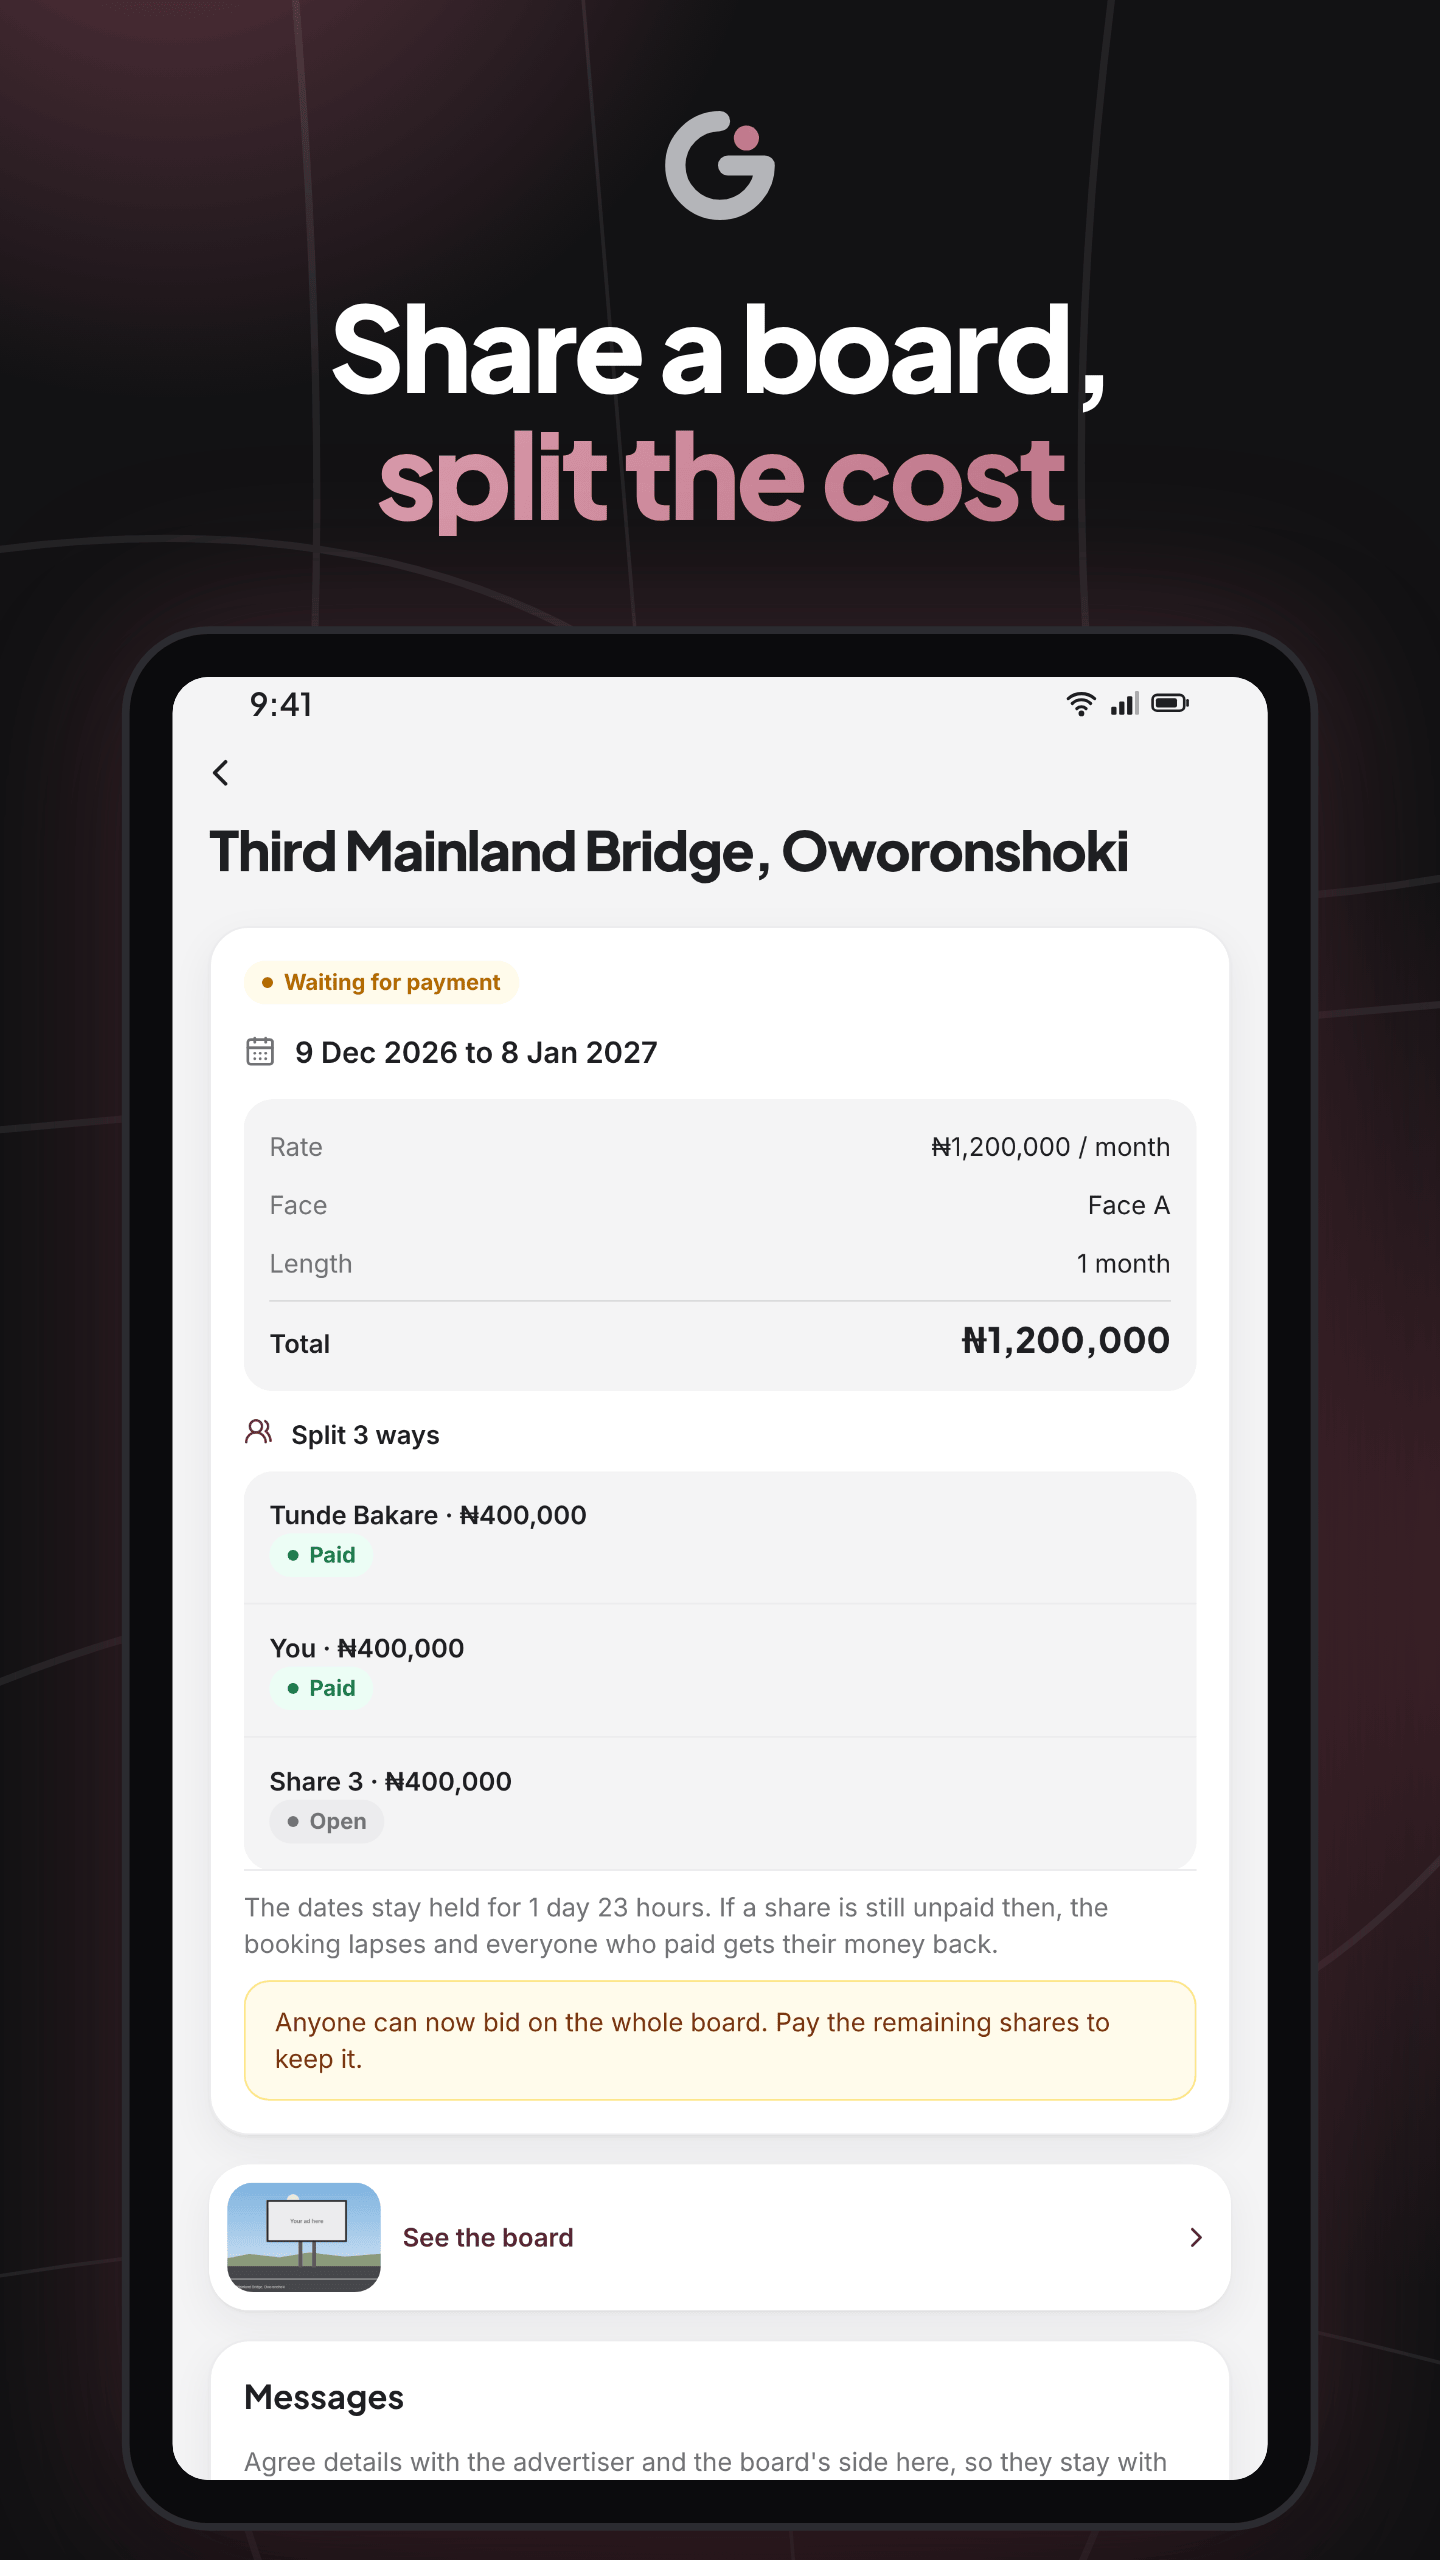 Share a board,
split the cost
9:41
Third Mainland Bridge, Oworonshoki
Waiting for payment
9 Dec 2026 to 8 Jan 2027
Rate ₦1,200,000 / month
Face Face A
Length 1 month
Total ₦1,200,000
Split 3 ways
Tunde Bakare · ₦400,000
Paid
You · ₦400,000
Paid
Share 3 · ₦400,000
Open
The dates stay held for 1 day 23 hours. If a share is still unpaid then, the
booking lapses and everyone who paid gets their money back.
Anyone can now bid on the whole board. Pay the remaining shares to
keep it.
Your ad here
See the board
Messages
Agree details with the advertiser and the board's side here, so they stay with